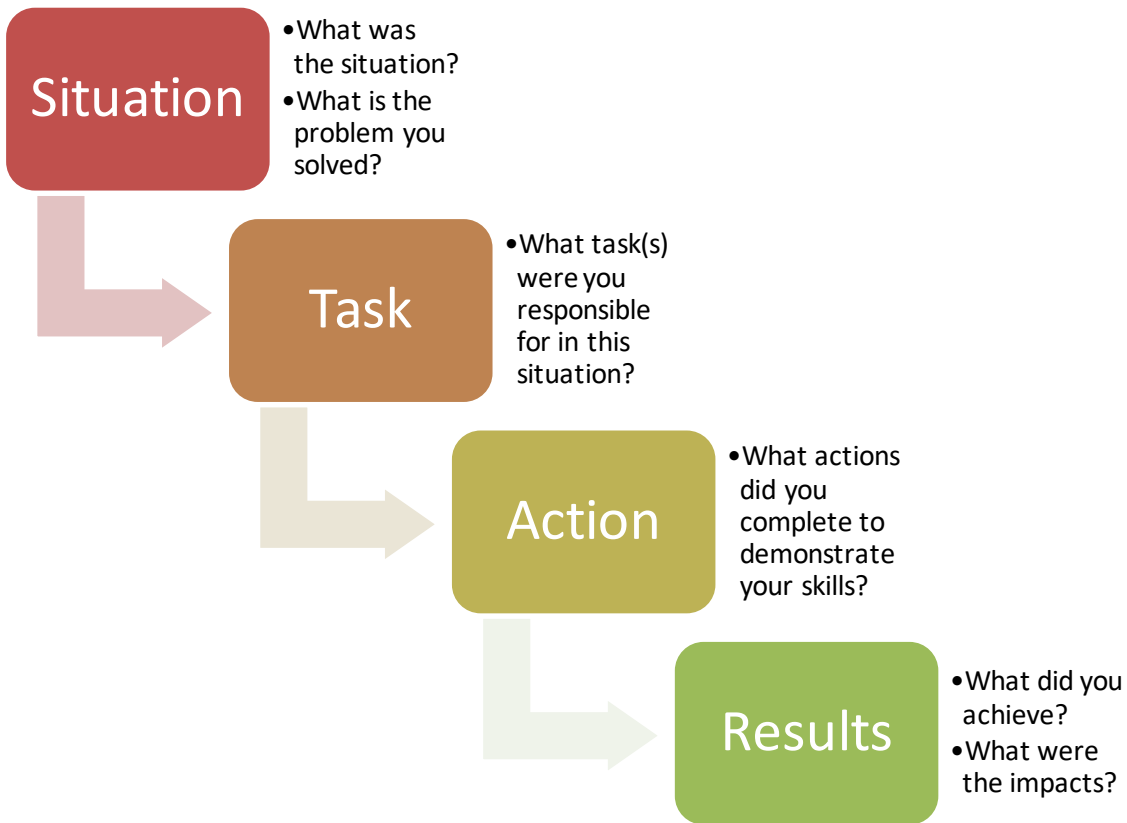 Situation
•What was
the situation?
•What is the
problem you
solved?
Task
•What task(s)
were you
responsible
for in this
situation?
Action
•What actions
did you
complete to
demonstrate
your skills?
Results
•What did you
achieve?
•What were
the impacts?